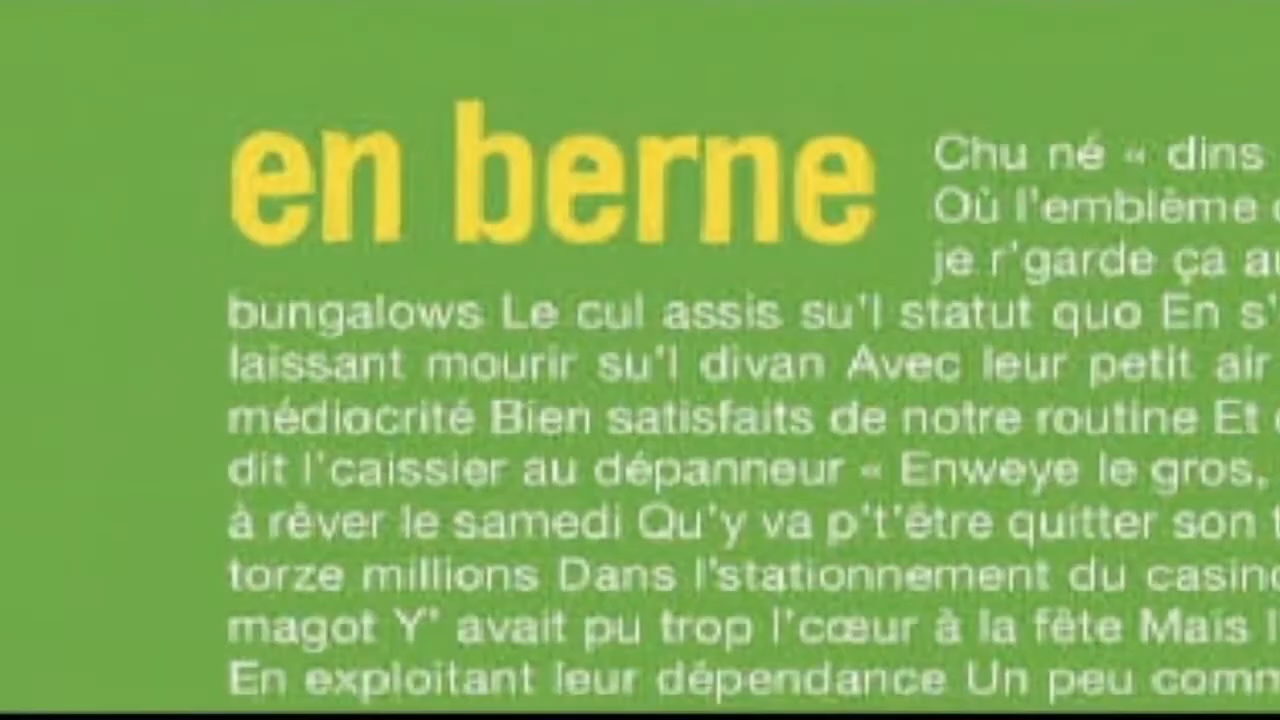 en berne
Chu né « dins
Où l'emblème
je r'garde ça
bungalows Le cul assis su'l statut quo En
laissant mourir su'l divan Avec leur petit air
médiocrité Bien satisfaits de notre routine Et
dit l'caissier au dépanneur « Enweye le gros,
à rêver le samedi Qu'y va p't'être quitter son
torze millions Dans l'stationnement du casino
magot Y' avait pu trop l'cœur à la fête Mais
En exploitant leur dépendance Un peu